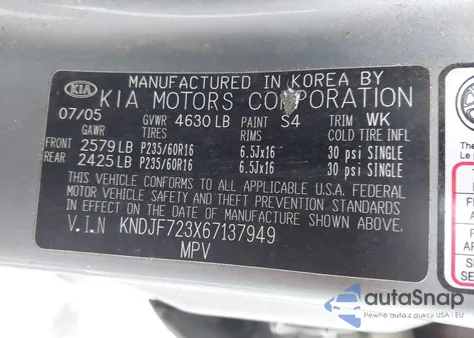 MANUFACTURED IN KOREA BY
KIA
KIA MOTORS CORPORATION
07/05 GVWR 4630 LB PAINT S4 TRIM WK
GAWR TIRES RIMS COLD TIRE INFL
FRONT 2579 LB P235/60R16 6.5Jx16 30 psi SINGLE
REAR 2425 LB P235/60R16 6.5Jx16 30 psi SINGLE
THIS VEHICLE CONFORMS TO ALL APPLICABLE U.S.A. FEDERAL
MOTOR VEHICLE SAFETY AND THEFT PREVENTION STANDARDS
IN EFFECT ON THE DATE OF MANUFACTURE SHOWN ABOVE.
V.I.N KNDJF723X67137949
MPV
autoSnap
Pewne auta z USA i EU